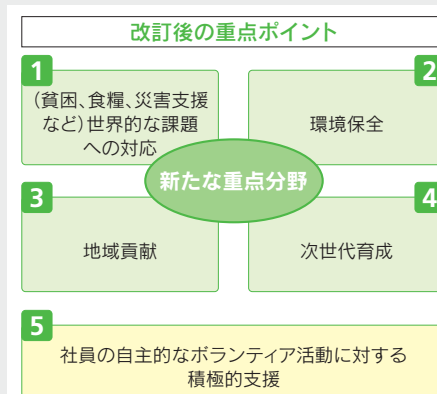 改訂後の重点ポイント
1
(貧困、食糧、災害支援
など)世界的な課題
への対応
2
環境保全
新たな重点分野
3
地域貢献
4
次世代育成
5
社員の自主的なボランティア活動に対する
積極的支援